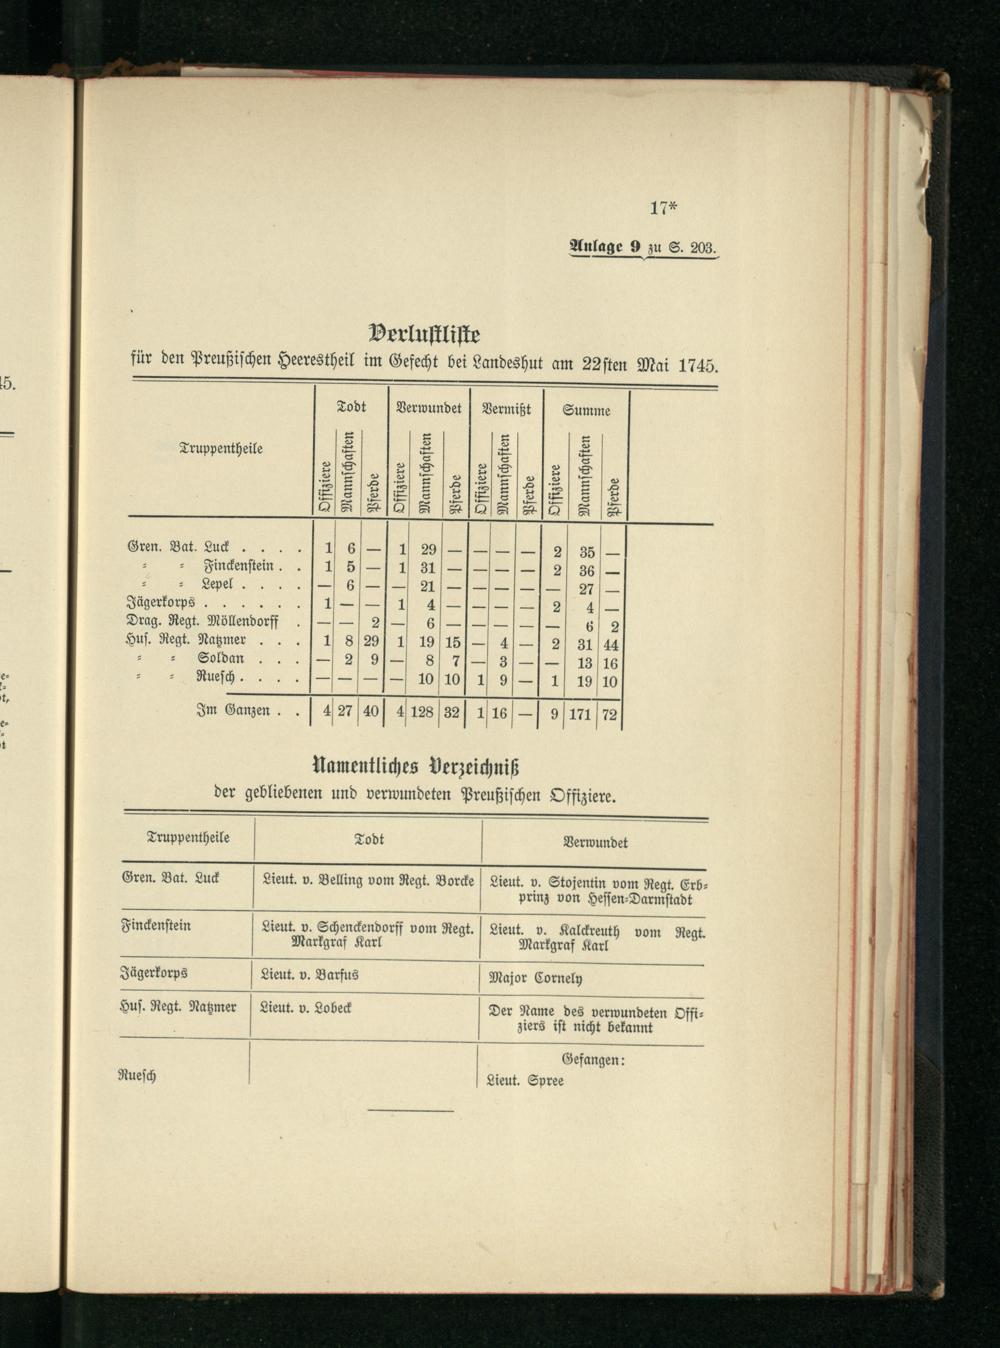 17*
Anlage 9 zu S. 203.
Verlustliste
für den Preußischen Heerestheil im Gefecht bei Landeshut am 22sten Mai 1745.
Truppentheile Todt Verwundet Vermißt Summe
Offiziere Mannschaften Pferde Offiziere Mannschaften Pferde Offiziere Mannschaften Pferde Offiziere Mannschaften Pferde
Gren. Bat. Luck . . . . 1 6 — 1 29 — — — — 2 35 —
⸗ ⸗ Finckenstein . . 1 5 — 1 31 — — — — 2 36 —
⸗ ⸗ Lepel . . . . — 6 — — 21 — — — — — 27 —
Jägerkorps . . . . . . 1 — — 1 4 — — — — 2 4 —
Drag. Regt. Möllendorff . — — 2 — 6 — — — — — 6 2
Hus. Regt. Natzmer . . . 1 8 29 1 19 15 — 4 — 2 31 44
⸗ ⸗ Soldan . . . — 2 9 — 8 7 — 3 — — 13 16
⸗ ⸗ Ruesch . . . . — — — — 10 10 1 9 — 1 19 10
Im Ganzen . . 4 27 40 4 128 32 1 16 — 9 171 72
Namentliches Verzeichniß
der gebliebenen und verwundeten Preußischen Offiziere.
Truppentheile Todt Verwundet
Gren. Bat. Luck Lieut. v. Belling vom Regt. Borcke Lieut. v. Stojentin vom Regt. Erb⸗
prinz von Hessen⸗Darmstadt
Finckenstein Lieut. v. Schenckendorff vom Regt. Lieut. v. Kalckreuth vom Regt.
Markgraf Karl Markgraf Karl
Jägerkorps Lieut. v. Barfus Major Cornely
Hus. Regt. Natzmer Lieut. v. Lobeck Der Name des verwundeten Offi⸗
ziers ist nicht bekannt
Gefangen:
Ruesch Lieut. Spree
45.